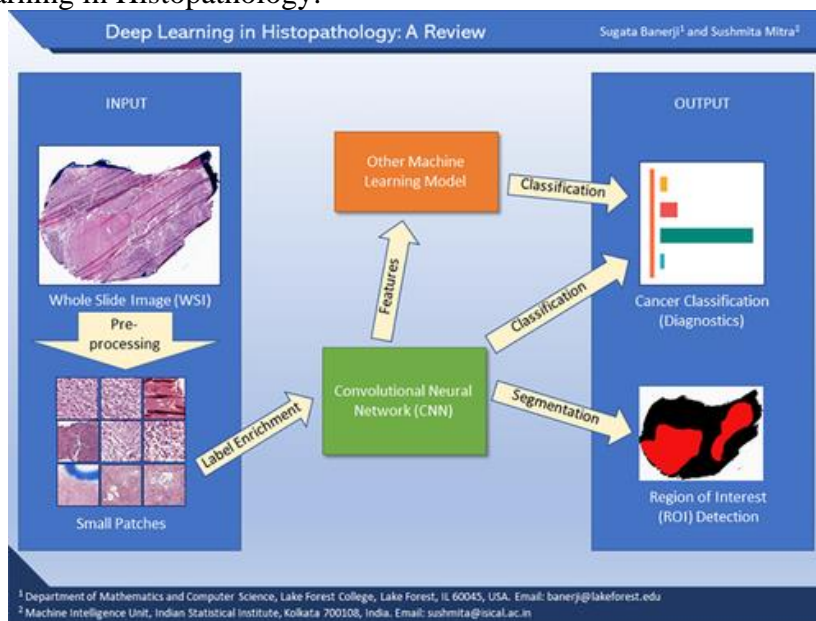 arning in Histopathology.
Deep Learning in Histopathology: A Review
Sugata Banerji¹ and Sushmita Mitra²
INPUT
Whole Slide Image (WSI)
Pre-
processing
Small Patches
Label Enrichment
Other Machine
Learning Model
Features
Convolutional Neural
Network (CNN)
Classification
Classification
Segmentation
OUTPUT
Cancer Classification
(Diagnostics)
Region of Interest
(ROI) Detection
¹ Department of Mathematics and Computer Science, Lake Forest College, Lake Forest, IL 60045, USA. Email: banerji@lakeforest.edu
² Machine Intelligence Unit, Indian Statistical Institute, Kolkata 700108, India. Email: sushmita@isical.ac.in